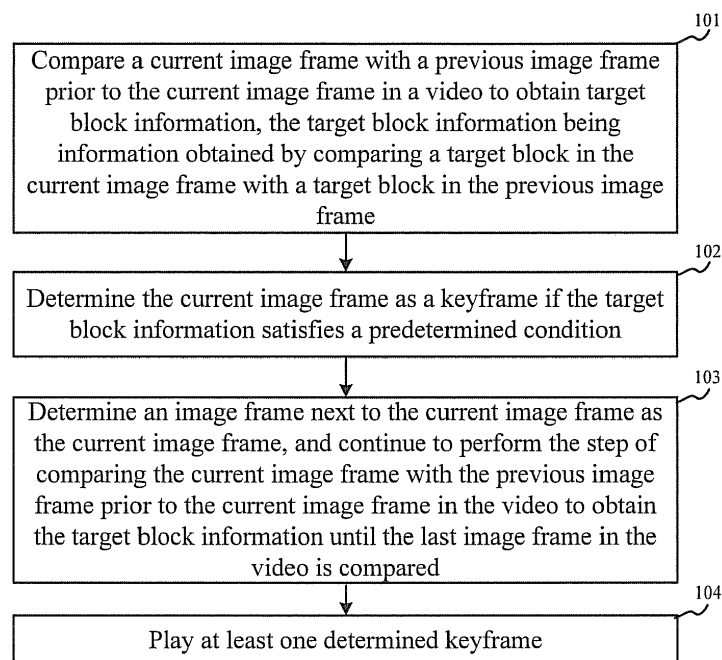 101
Compare a current image frame with a previous image frame
prior to the current image frame in a video to obtain target
block information, the target block information being
information obtained by comparing a target block in the
current image frame with a target block in the previous image
frame
102
Determine the current image frame as a keyframe if the target
block information satisfies a predetermined condition
103
Determine an image frame next to the current image frame as
the current image frame, and continue to perform the step of
comparing the current image frame with the previous image
frame prior to the current image frame in the video to obtain
the target block information until the last image frame in the
video is compared
104
Play at least one determined keyframe